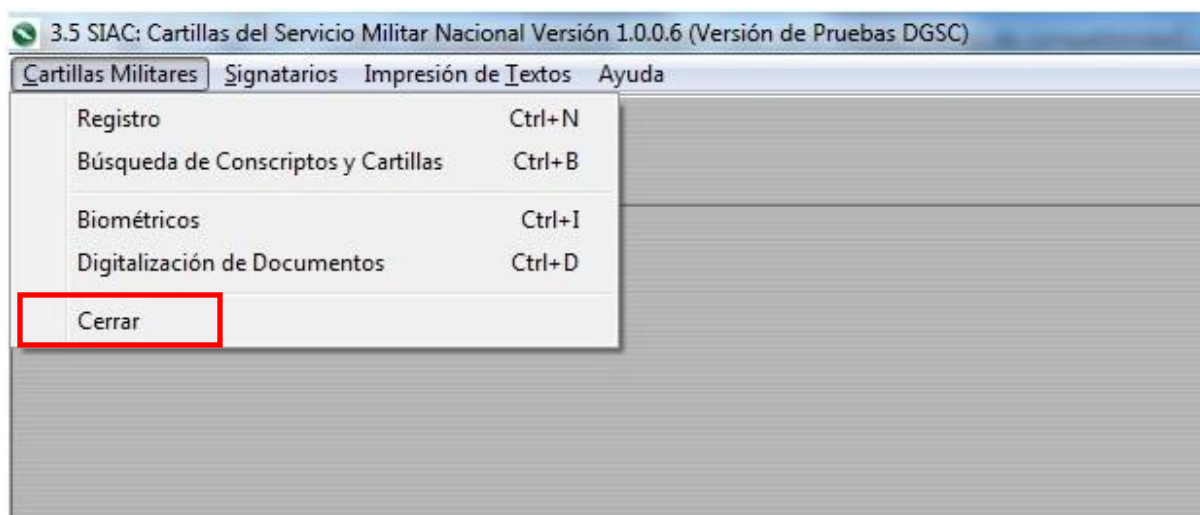 3.5 SIAC: Cartillas del Servicio Militar Nacional Versión 1.0.0.6 (Versión de Pruebas DGSC)
Cartillas Militares Signatarios Impresión de Textos Ayuda
Registro Ctrl+N
Búsqueda de Conscriptos y Cartillas Ctrl+B
Biométricos Ctrl+I
Digitalización de Documentos Ctrl+D
Cerrar